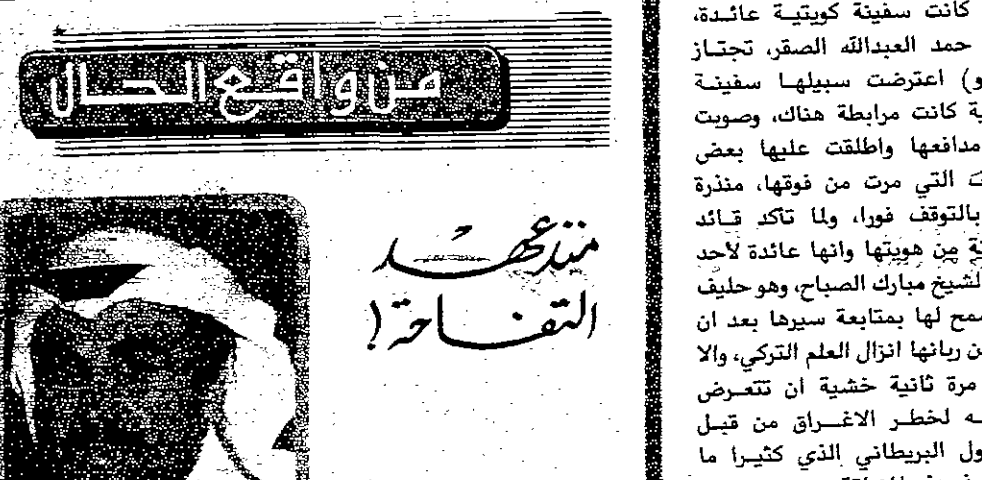 كانت سفينة كويتية عائدة،
حمد العبدالله الصقر، تجتاز
و) اعترضت سبيلها سفينة
ية كانت مرابطة هناك، وصوبت
مدافعها واطلقت عليها بعض
التي مرت من فوقها، منذرة
بالتوقف فورا، ولما تأكد قائد
من هويتها وانها عائدة لأحد
لشيخ مبارك الصباح، وهو حليف
سمح لها بمتابعة سيرها بعد ان
ن ربانها انزال العلم التركي، والا
مرة ثانية خشية ان تتعرض
ـه لخطر الاغراق من قبل
ول البريطاني الذي كثيرا ما
من واقع الحال
منذ عهد
التفاحة!